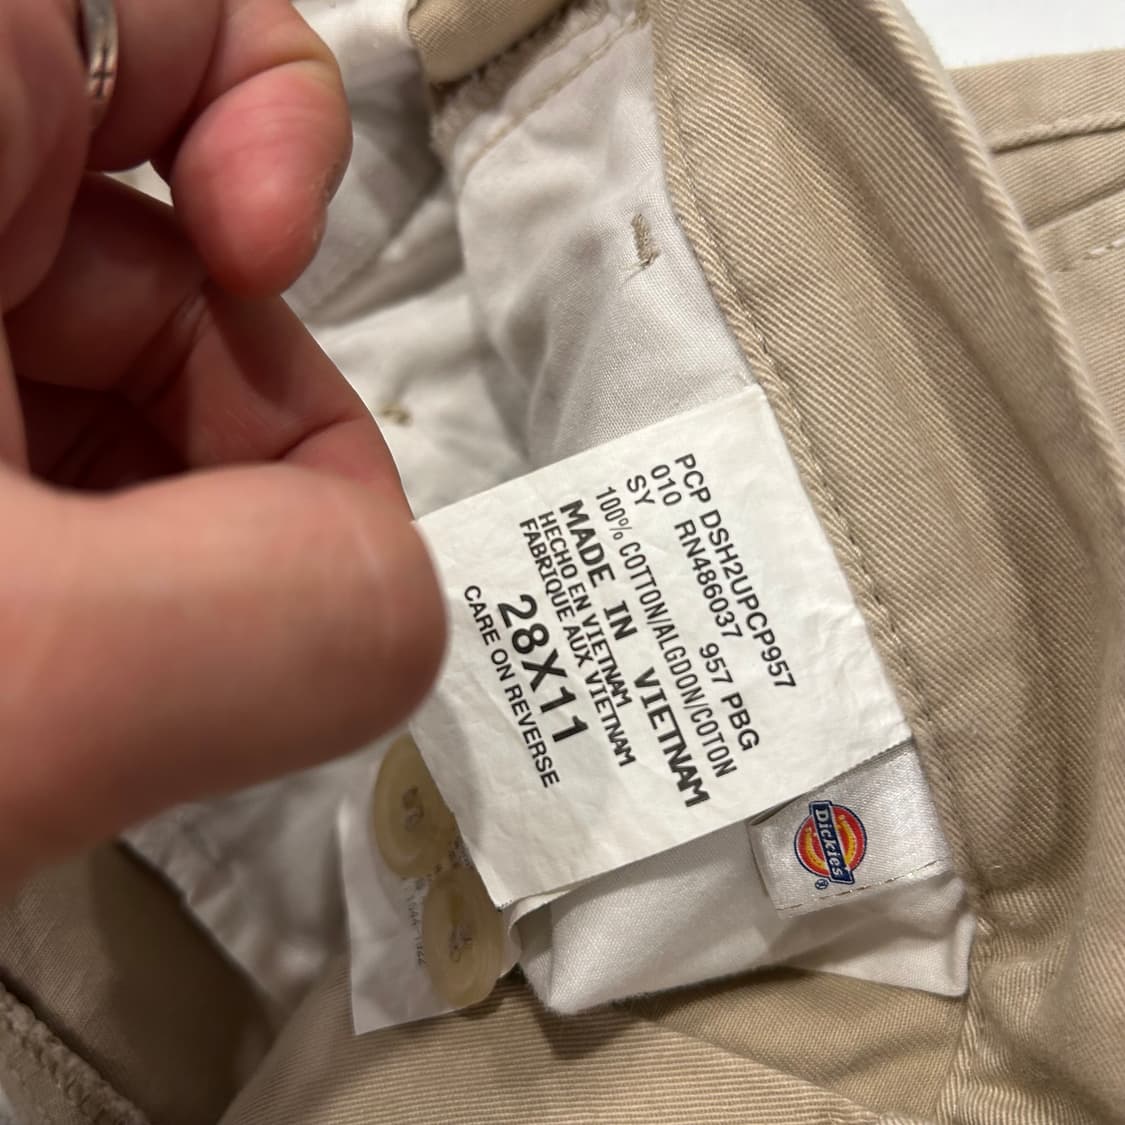 PCP DSH2UPCP957
010 RN486037 957 PBG
SY
100% COTTON/ALGDON/COTON
MADE IN VIETNAM
HECHO EN VIETNAM
FABRIQUE AUX VIETNAM
28X11
CARE ON REVERSE
Dickies®